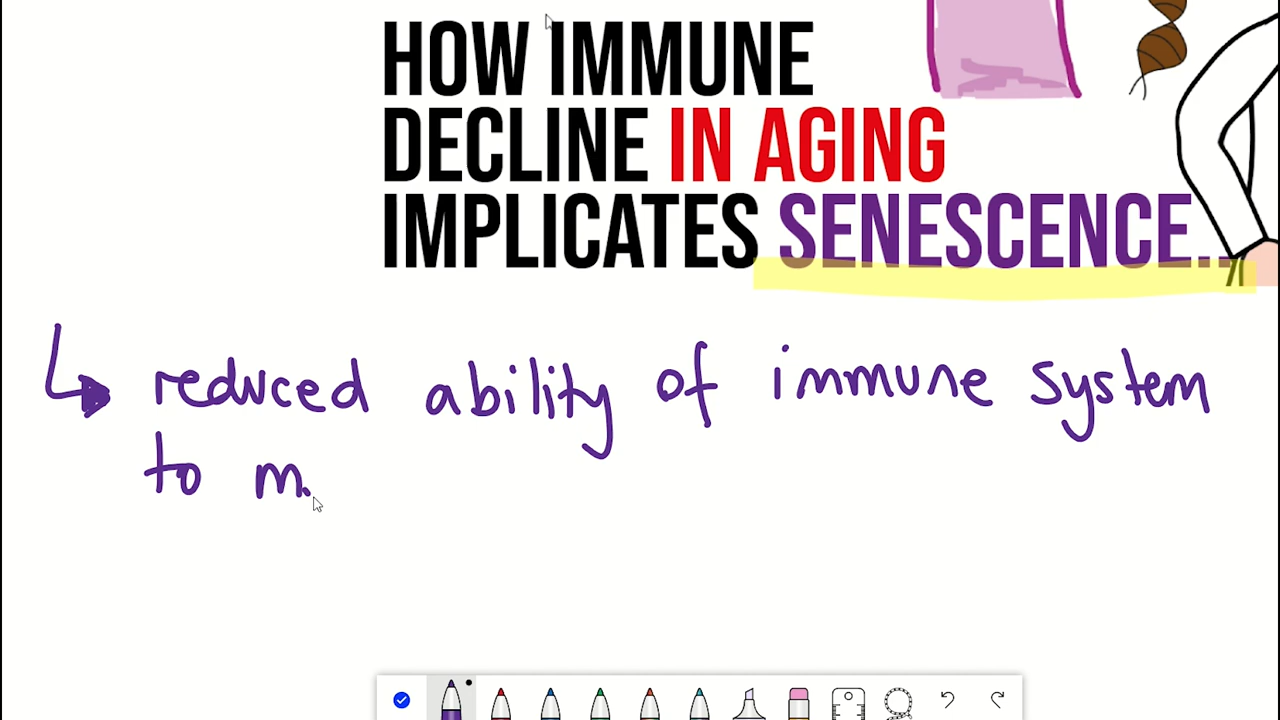 HOW IMMUNE
DECLINE IN AGING
IMPLICATES SENESCENCE...
reduced ability of immune system
to m